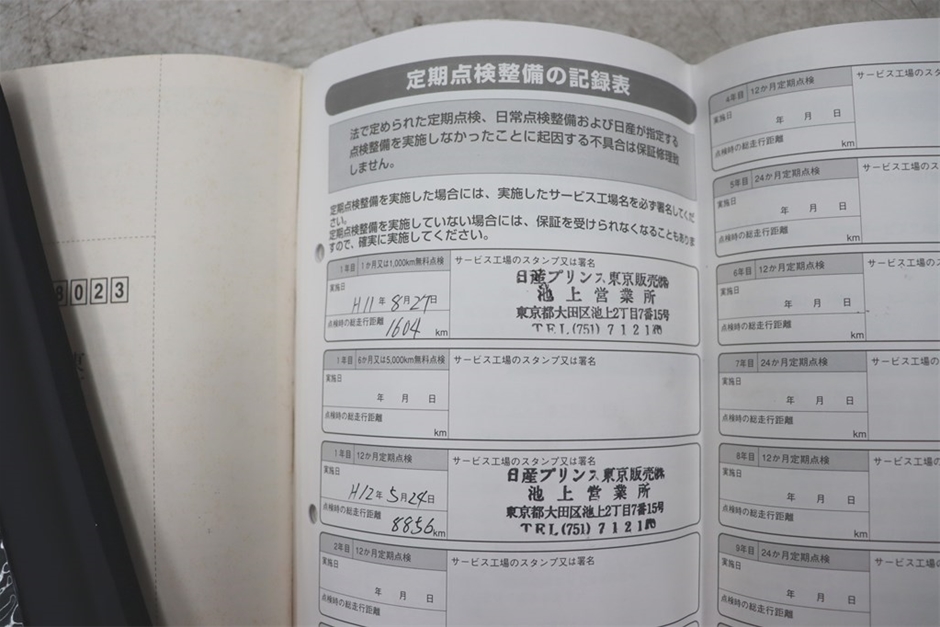 8023
定期点検整備の記録表
法で定められた定期点検、日常点検整備および日産が指定する
点検整備を実施しなかったことに起因する不具合は保証修理致
しません。
定期点検整備を実施した場合には、実施したサービス工場名を必ず署名してくだ
さい。
定期点検整備を実施していない場合には、保証を受けられなくなることもありま
すので、確実に実施してください。
1年目 1か月又は1,000km無料点検
サービス工場のスタンプ又は署名
実施日
H11年8月27日
点検時の総走行距離
1604 km
日産プリンス東京販売㈱
池上営業所
東京都大田区池上2丁目7番15号
TEL(751)7121㈹
1年目 6か月又は5,000km無料点検
サービス工場のスタンプ又は署名
実施日
年 月 日
点検時の総走行距離
km
1年目 12か月定期点検
サービス工場のスタンプ又は署名
実施日
H12年5月24日
点検時の総走行距離
8856km
日産プリンス東京販売㈱
池上営業所
東京都大田区池上2丁目7番15号
TEL(751)7121㈹
2年目 12か月定期点検
サービス工場のスタンプ又は署名
実施日
年 月 日
点検時の総走行距離
4年目 12か月定期点検
サービス工場のスタ
実施日
年 月 日
点検時の総走行距離
km
5年目 24か月定期点検
サービス工場のス
実施日
年 月 日
点検時の総走行距離
km
6年目 12か月定期点検
サービス工場のス
実施日
年 月 日
点検時の総走行距離
km
7年目 24か月定期点検
サービス工場のス
実施日
年 月 日
点検時の総走行距離
km
8年目 12か月定期点検
サービス工場のス
実施日
年 月 日
点検時の総走行距離
km
9年目 24か月定期点検
サービス工場のス
実施日
年 月 日
点検時の総走行距離